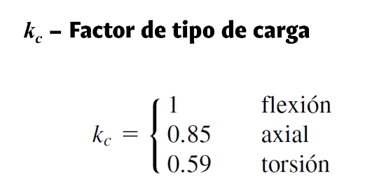 k_c – Factor de tipo de carga
1 flexión
k_c = { 0.85 axial
0.59 torsión